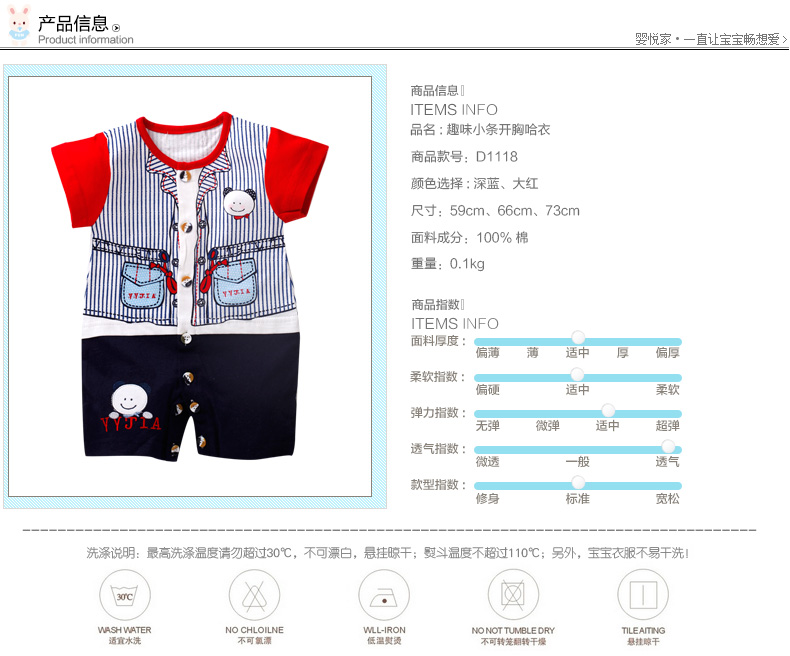 产品信息
Product information
婴悦家•一直让宝宝畅想爱>
商品信息
ITEMS INFO
品名：趣味小条开胸哈衣
商品款号：D1118
颜色选择：深蓝、大红
尺寸：59cm、66cm、73cm
面料成分：100% 棉
重量：0.1kg
商品指数
ITEMS INFO
面料厚度：
偏薄 薄 适中 厚 偏厚
柔软指数：
偏硬 适中 柔软
弹力指数：
无弹 微弹 适中 超弹
透气指数：
微透 一般 透气
款型指数：
修身 标准 宽松
YYJIA YYJIA
YYJIA
洗涤说明：最高洗涤温度请勿超过30℃，不可漂白，悬挂晾干；熨斗温度不超过110℃；另外，宝宝衣服不易干洗！
30℃
WASH WATER NO CHLOILNE WLL-IRON NO NOT TUMBLE DRY TILEAITING
适宜水洗 不可氯漂 低温熨烫 不可转笼翻转干燥 悬挂晾干